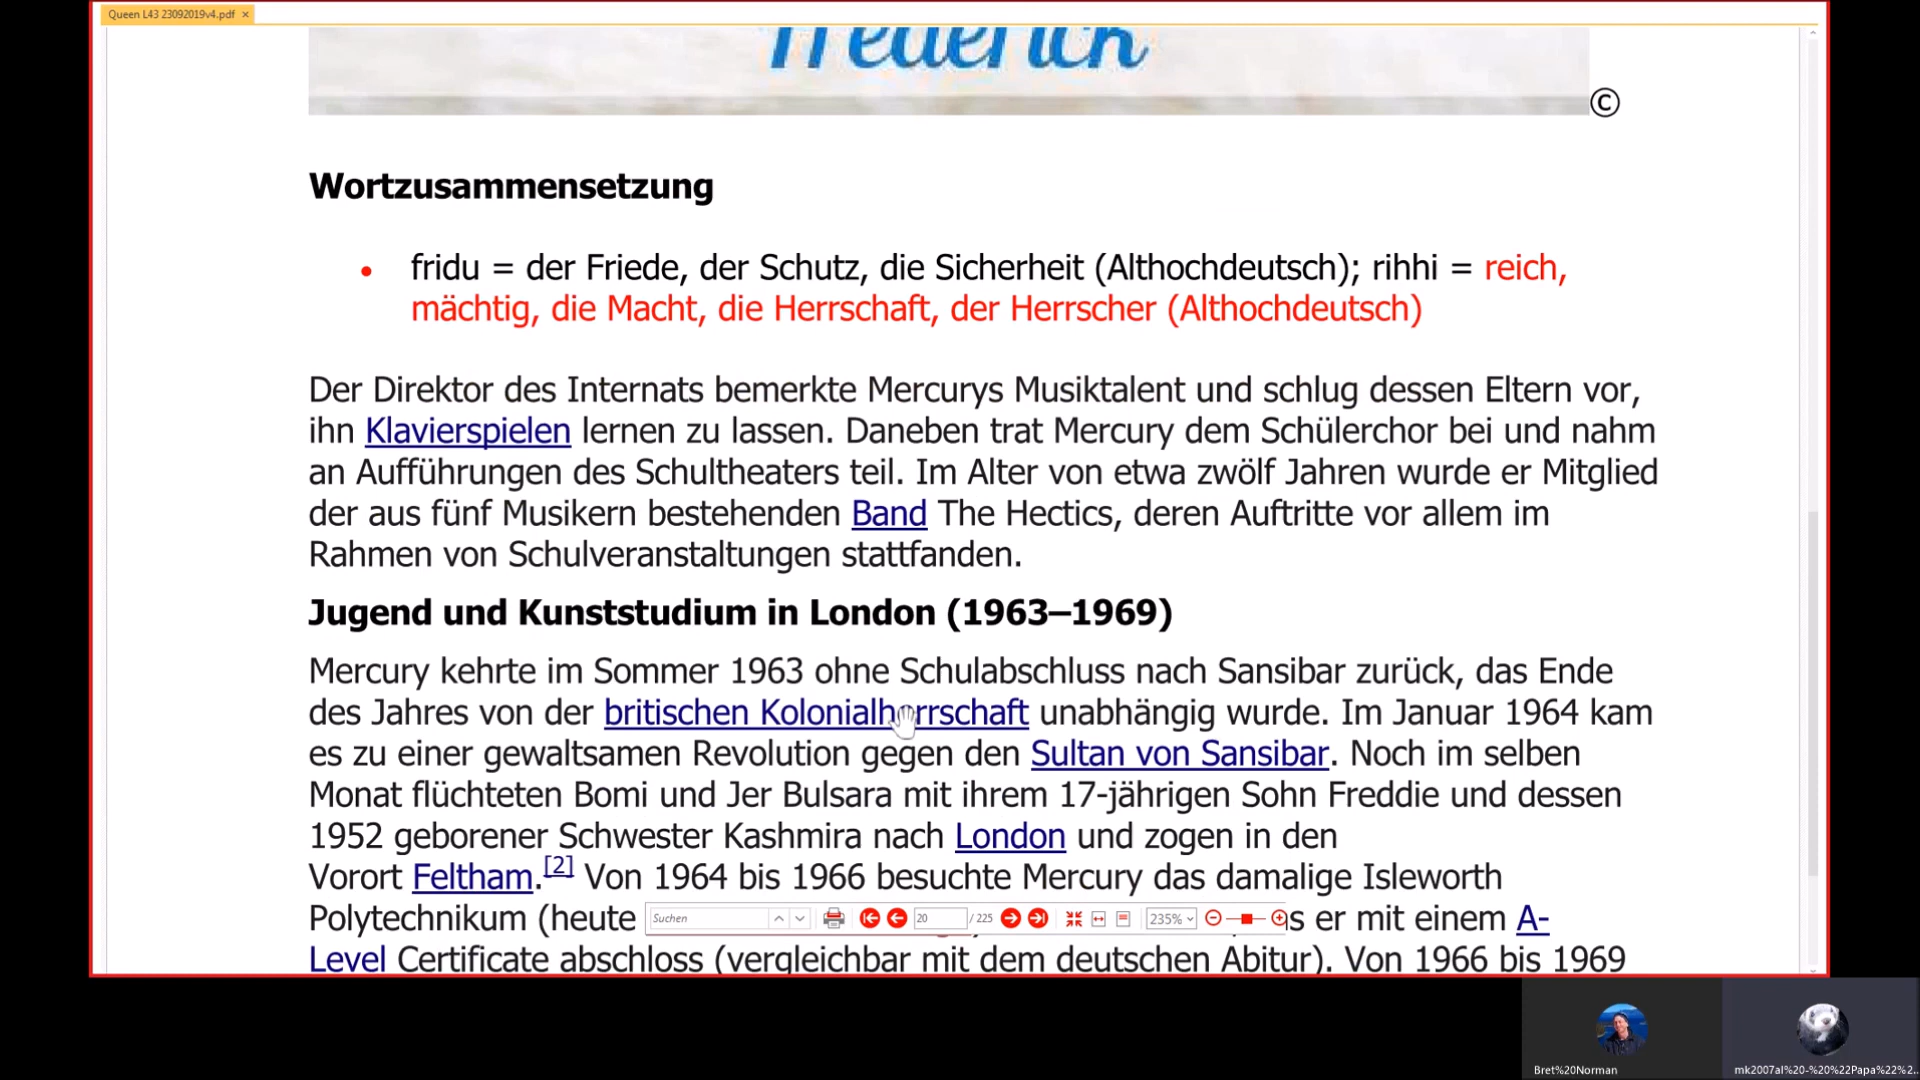 Queen L43 23092019v4.pdf ×
frederick
©
Wortzusammensetzung
• fridu = der Friede, der Schutz, die Sicherheit (Althochdeutsch); rihhi = reich,
mächtig, die Macht, die Herrschaft, der Herrscher (Althochdeutsch)
Der Direktor des Internats bemerkte Mercurys Musiktalent und schlug dessen Eltern vor,
ihn Klavierspielen lernen zu lassen. Daneben trat Mercury dem Schülerchor bei und nahm
an Aufführungen des Schultheaters teil. Im Alter von etwa zwölf Jahren wurde er Mitglied
der aus fünf Musikern bestehenden Band The Hectics, deren Auftritte vor allem im
Rahmen von Schulveranstaltungen stattfanden.
Jugend und Kunststudium in London (1963–1969)
Mercury kehrte im Sommer 1963 ohne Schulabschluss nach Sansibar zurück, das Ende
des Jahres von der britischen Kolonialherrschaft unabhängig wurde. Im Januar 1964 kam
es zu einer gewaltsamen Revolution gegen den Sultan von Sansibar. Noch im selben
Monat flüchteten Bomi und Jer Bulsara mit ihrem 17-jährigen Sohn Freddie und dessen
1952 geborener Schwester Kashmira nach London und zogen in den
Vorort Feltham.[2] Von 1964 bis 1966 besuchte Mercury das damalige Isleworth
Polytechnikum (heute er mit einem A-
Suchen 20 / 225 235%
Level Certificate abschloss (vergleichbar mit dem deutschen Abitur). Von 1966 bis 1969
Bret%20Norman
mk2007al%20-%20%22Papa%22%2...